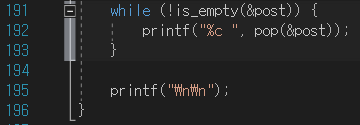 191 while (!is_empty(&post)) {
192 printf("%c ", pop(&post));
193 }
194
195 printf("₩n₩n");
196 }